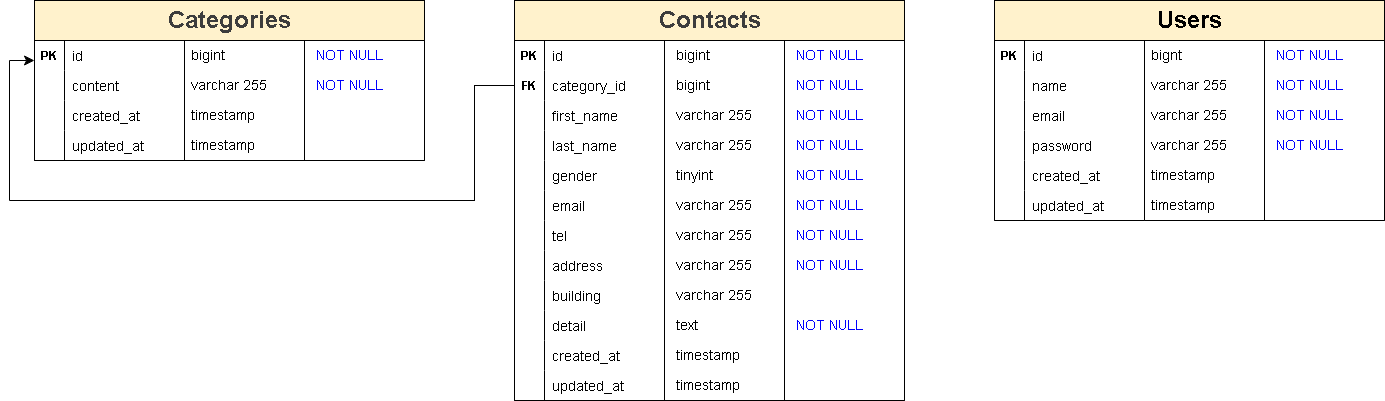 Categories
PK id bigint NOT NULL
content varchar 255 NOT NULL
created_at timestamp
updated_at timestamp
Contacts
PK id bigint NOT NULL
FK category_id bigint NOT NULL
first_name varchar 255 NOT NULL
last_name varchar 255 NOT NULL
gender tinyint NOT NULL
email varchar 255 NOT NULL
tel varchar 255 NOT NULL
address varchar 255 NOT NULL
building varchar 255
detail text NOT NULL
created_at timestamp
updated_at timestamp
Users
PK id bignt NOT NULL
name varchar 255 NOT NULL
email varchar 255 NOT NULL
password varchar 255 NOT NULL
created_at timestamp
updated_at timestamp